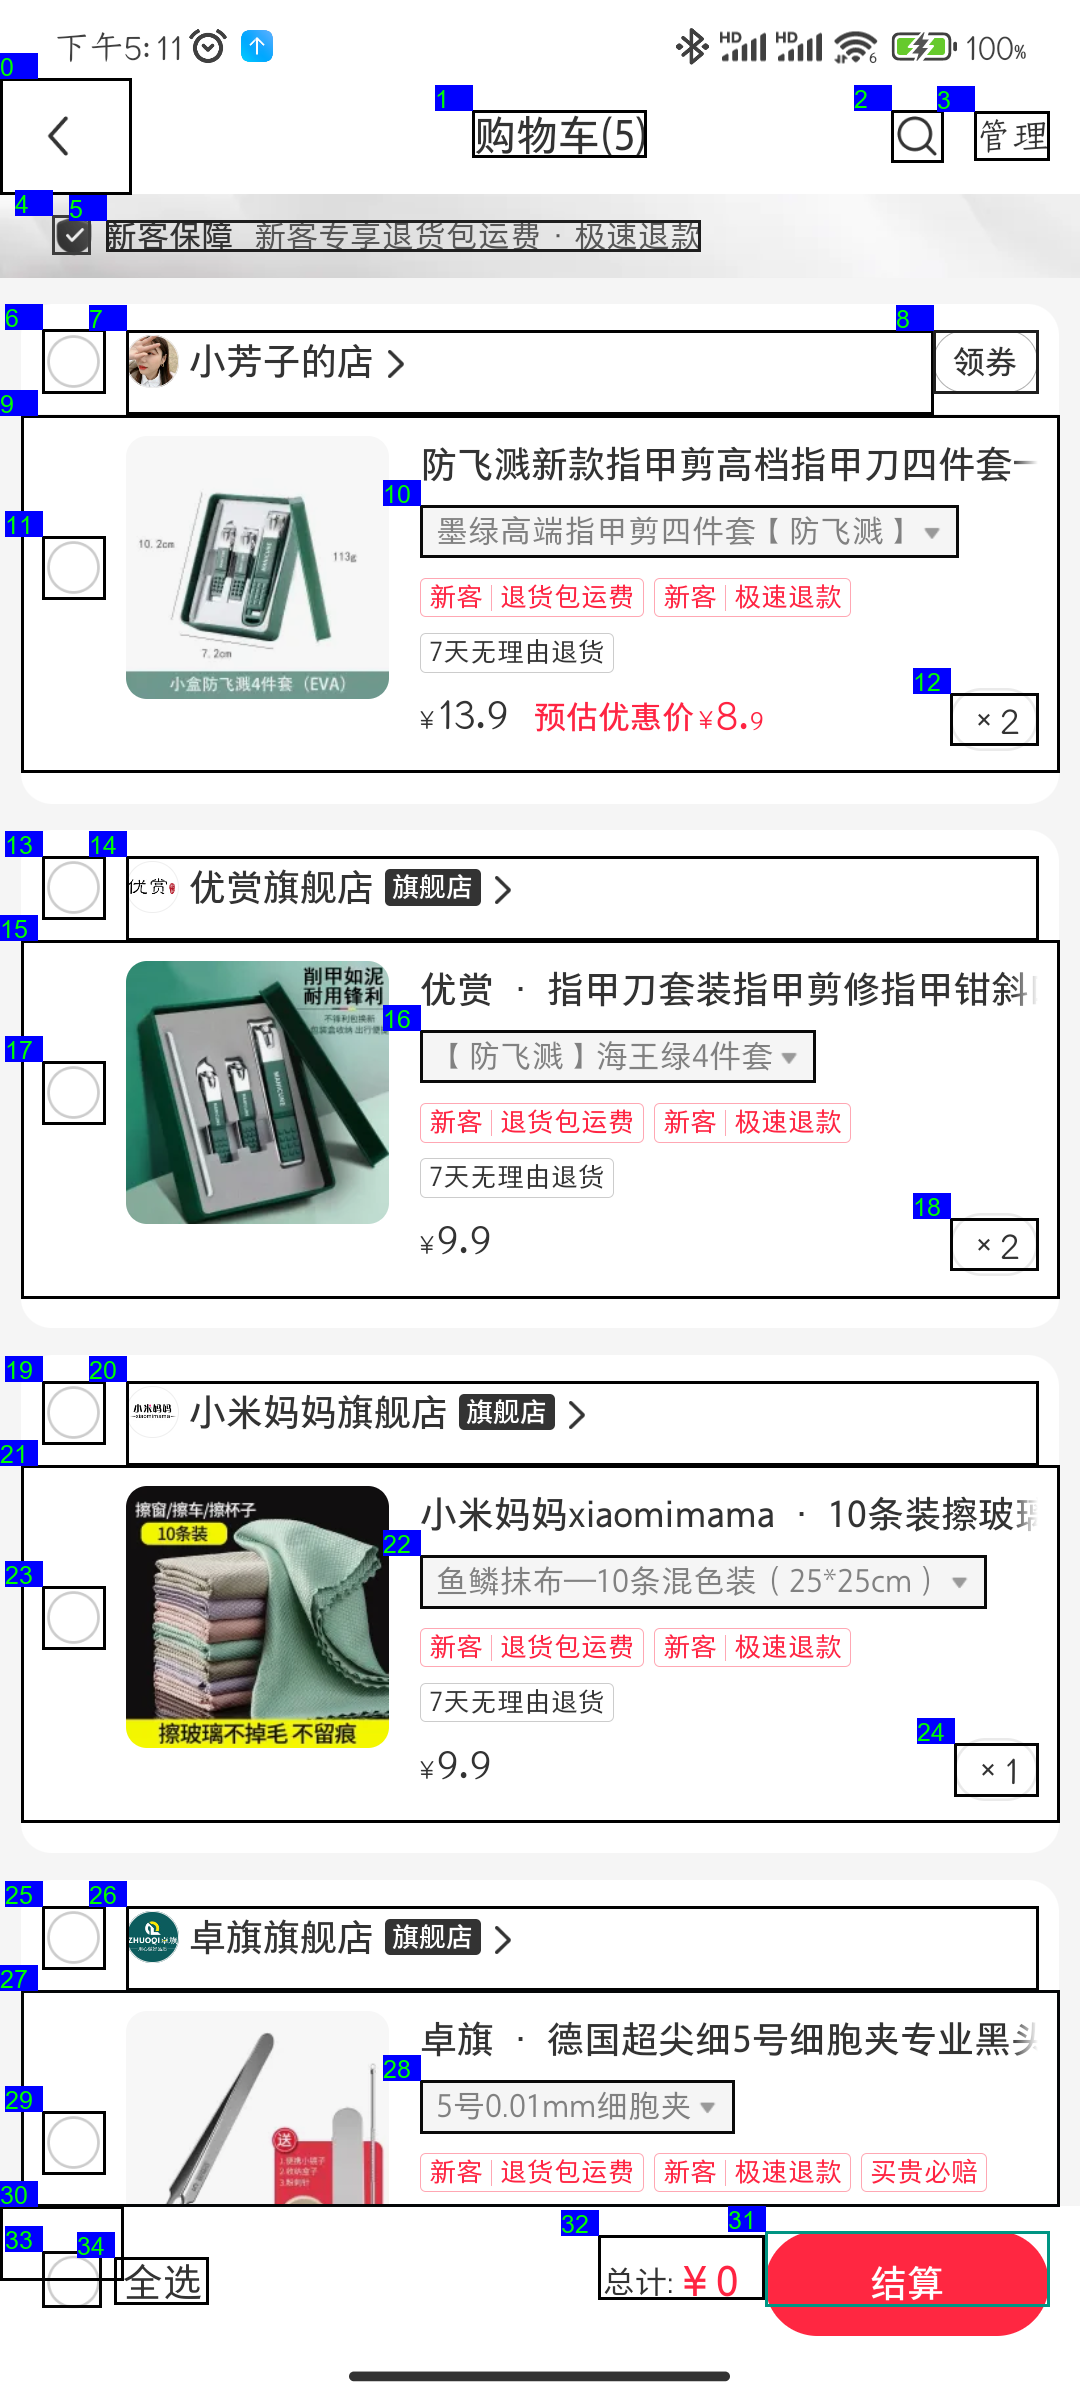 下午5:11 HD HD 6 100%
0
1 购物车(5)
2
3 管理
4
5 新客保障 新客专享退货包运费 · 极速退款
6
7 小芳子的店
8 领券
9
防飞溅新款指甲剪高档指甲刀四件套
10 墨绿高端指甲剪四件套【防飞溅】
11
10.2cm
113g
7.2cm
小盒防飞溅4件套（EVA）
新客 退货包运费 新客 极速退款
7天无理由退货
¥13.9 预估优惠价¥8.9
12 ×2
13
14 优赏 优赏旗舰店 旗舰店
15
削甲如泥
耐用锋利
优赏 · 指甲刀套装指甲剪修指甲钳斜
16 【防飞溅】海王绿4件套
17
新客 退货包运费 新客 极速退款
7天无理由退货
¥9.9
18 ×2
19
20 小米妈妈 xiaomimama 小米妈妈旗舰店 旗舰店
21
擦窗/擦车/擦杯子
10条装
擦玻璃不掉毛 不留痕
小米妈妈xiaomimama · 10条装擦玻璃
22 鱼鳞抹布—10条混色装（25*25cm）
23
新客 退货包运费 新客 极速退款
7天无理由退货
¥9.9
24 ×1
25
26 ZHUOQI卓旗 卓旗旗舰店 旗舰店
27
卓旗 · 德国超尖细5号细胞夹专业黑头
28 5号0.01mm细胞夹
29
送
新客 退货包运费 新客 极速退款 买贵必赔
30
33
34 全选
32 总计: ¥0
31 结算